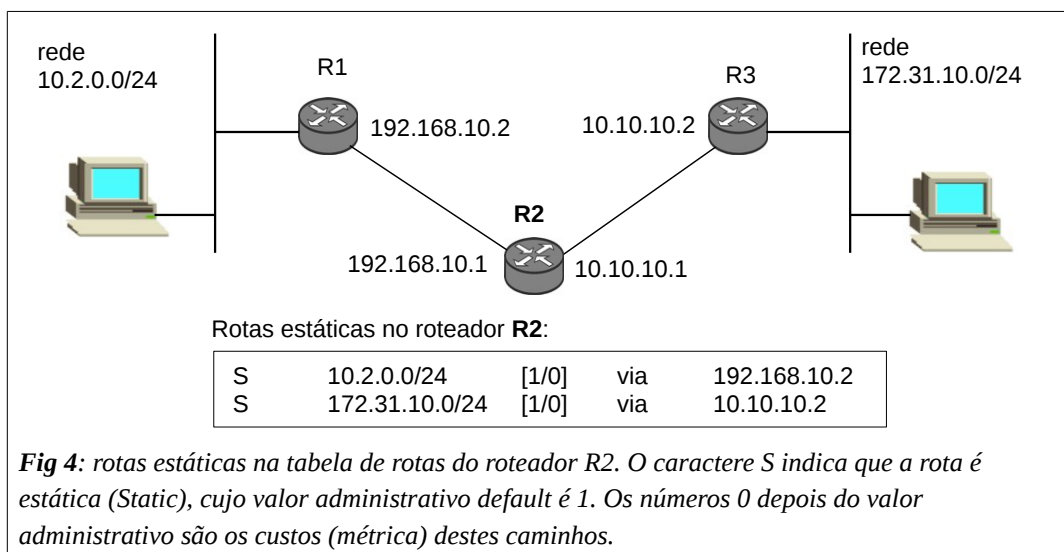 rede
10.2.0.0/24
R1
R3
rede
172.31.10.0/24
192.168.10.2
10.10.10.2
R2
192.168.10.1
10.10.10.1
Rotas estáticas no roteador R2:
S 10.2.0.0/24 [1/0] via 192.168.10.2
S 172.31.10.0/24 [1/0] via 10.10.10.2
Fig 4: rotas estáticas na tabela de rotas do roteador R2. O caractere S indica que a rota é
estática (Static), cujo valor administrativo default é 1. Os números 0 depois do valor
administrativo são os custos (métrica) destes caminhos.